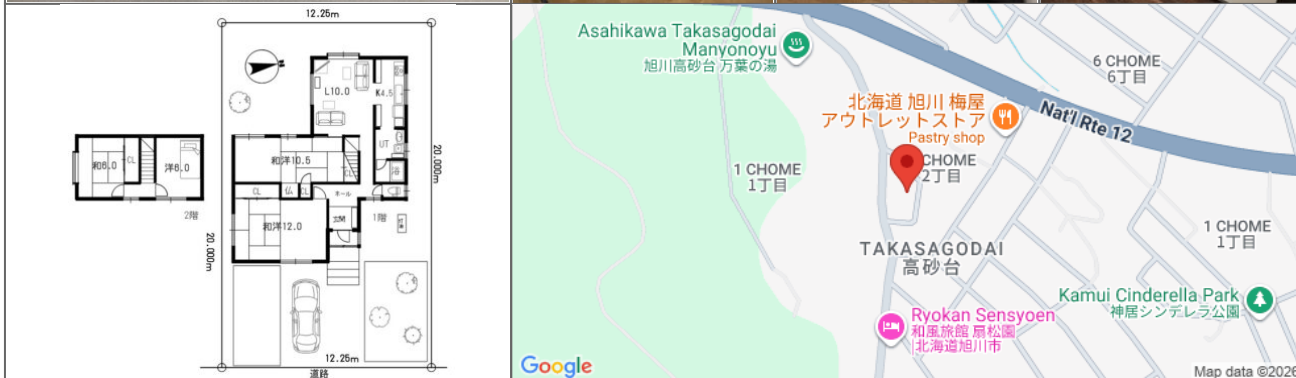 12.25m
L10.0
K4.5
UT
浴
和洋10.5
CL
CL
仏
CL
ホール
和洋12.0
玄関
1階
和6.0
CL
洋6.0
2階
20.000m
20.000m
12.25m
道路
Asahikawa Takasagodai
Manyonoyu
旭川高砂台 万葉の湯
6 CHOME
6丁目
北海道 旭川 梅屋
アウトレットストア
Pastry shop
Nat'l Rte 12
1 CHOME
1丁目
CHOME
2丁目
TAKASAGODAI
高砂台
1 CHOME
1丁目
Kamui Cinderella Park
神居シンデレラ公園
Ryokan Sensyoen
和風旅館 扇松園
|北海道旭川市
Google
Map data ©2026